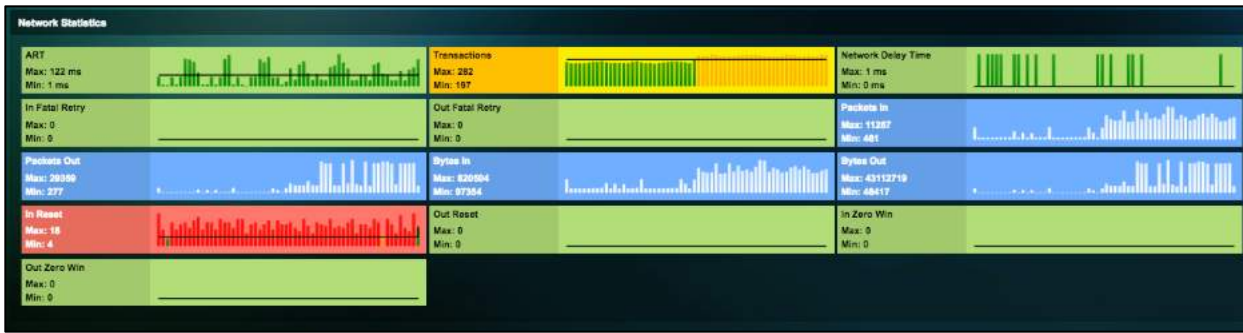 Network Statistics
ART
Max: 122 ms
Min: 1 ms
Transactions
Max: 282
Min: 197
Network Delay Time
Max: 1 ms
Min: 0 ms
In Fatal Retry
Max: 0
Min: 0
Out Fatal Retry
Max: 0
Min: 0
Packets In
Max: 11257
Min: 461
Packets Out
Max: 29359
Min: 277
Bytes In
Max: 820504
Min: 97354
Bytes Out
Max: 43112719
Min: 48417
In Reset
Max: 18
Min: 4
Out Reset
Max: 0
Min: 0
In Zero Win
Max: 0
Min: 0
Out Zero Win
Max: 0
Min: 0